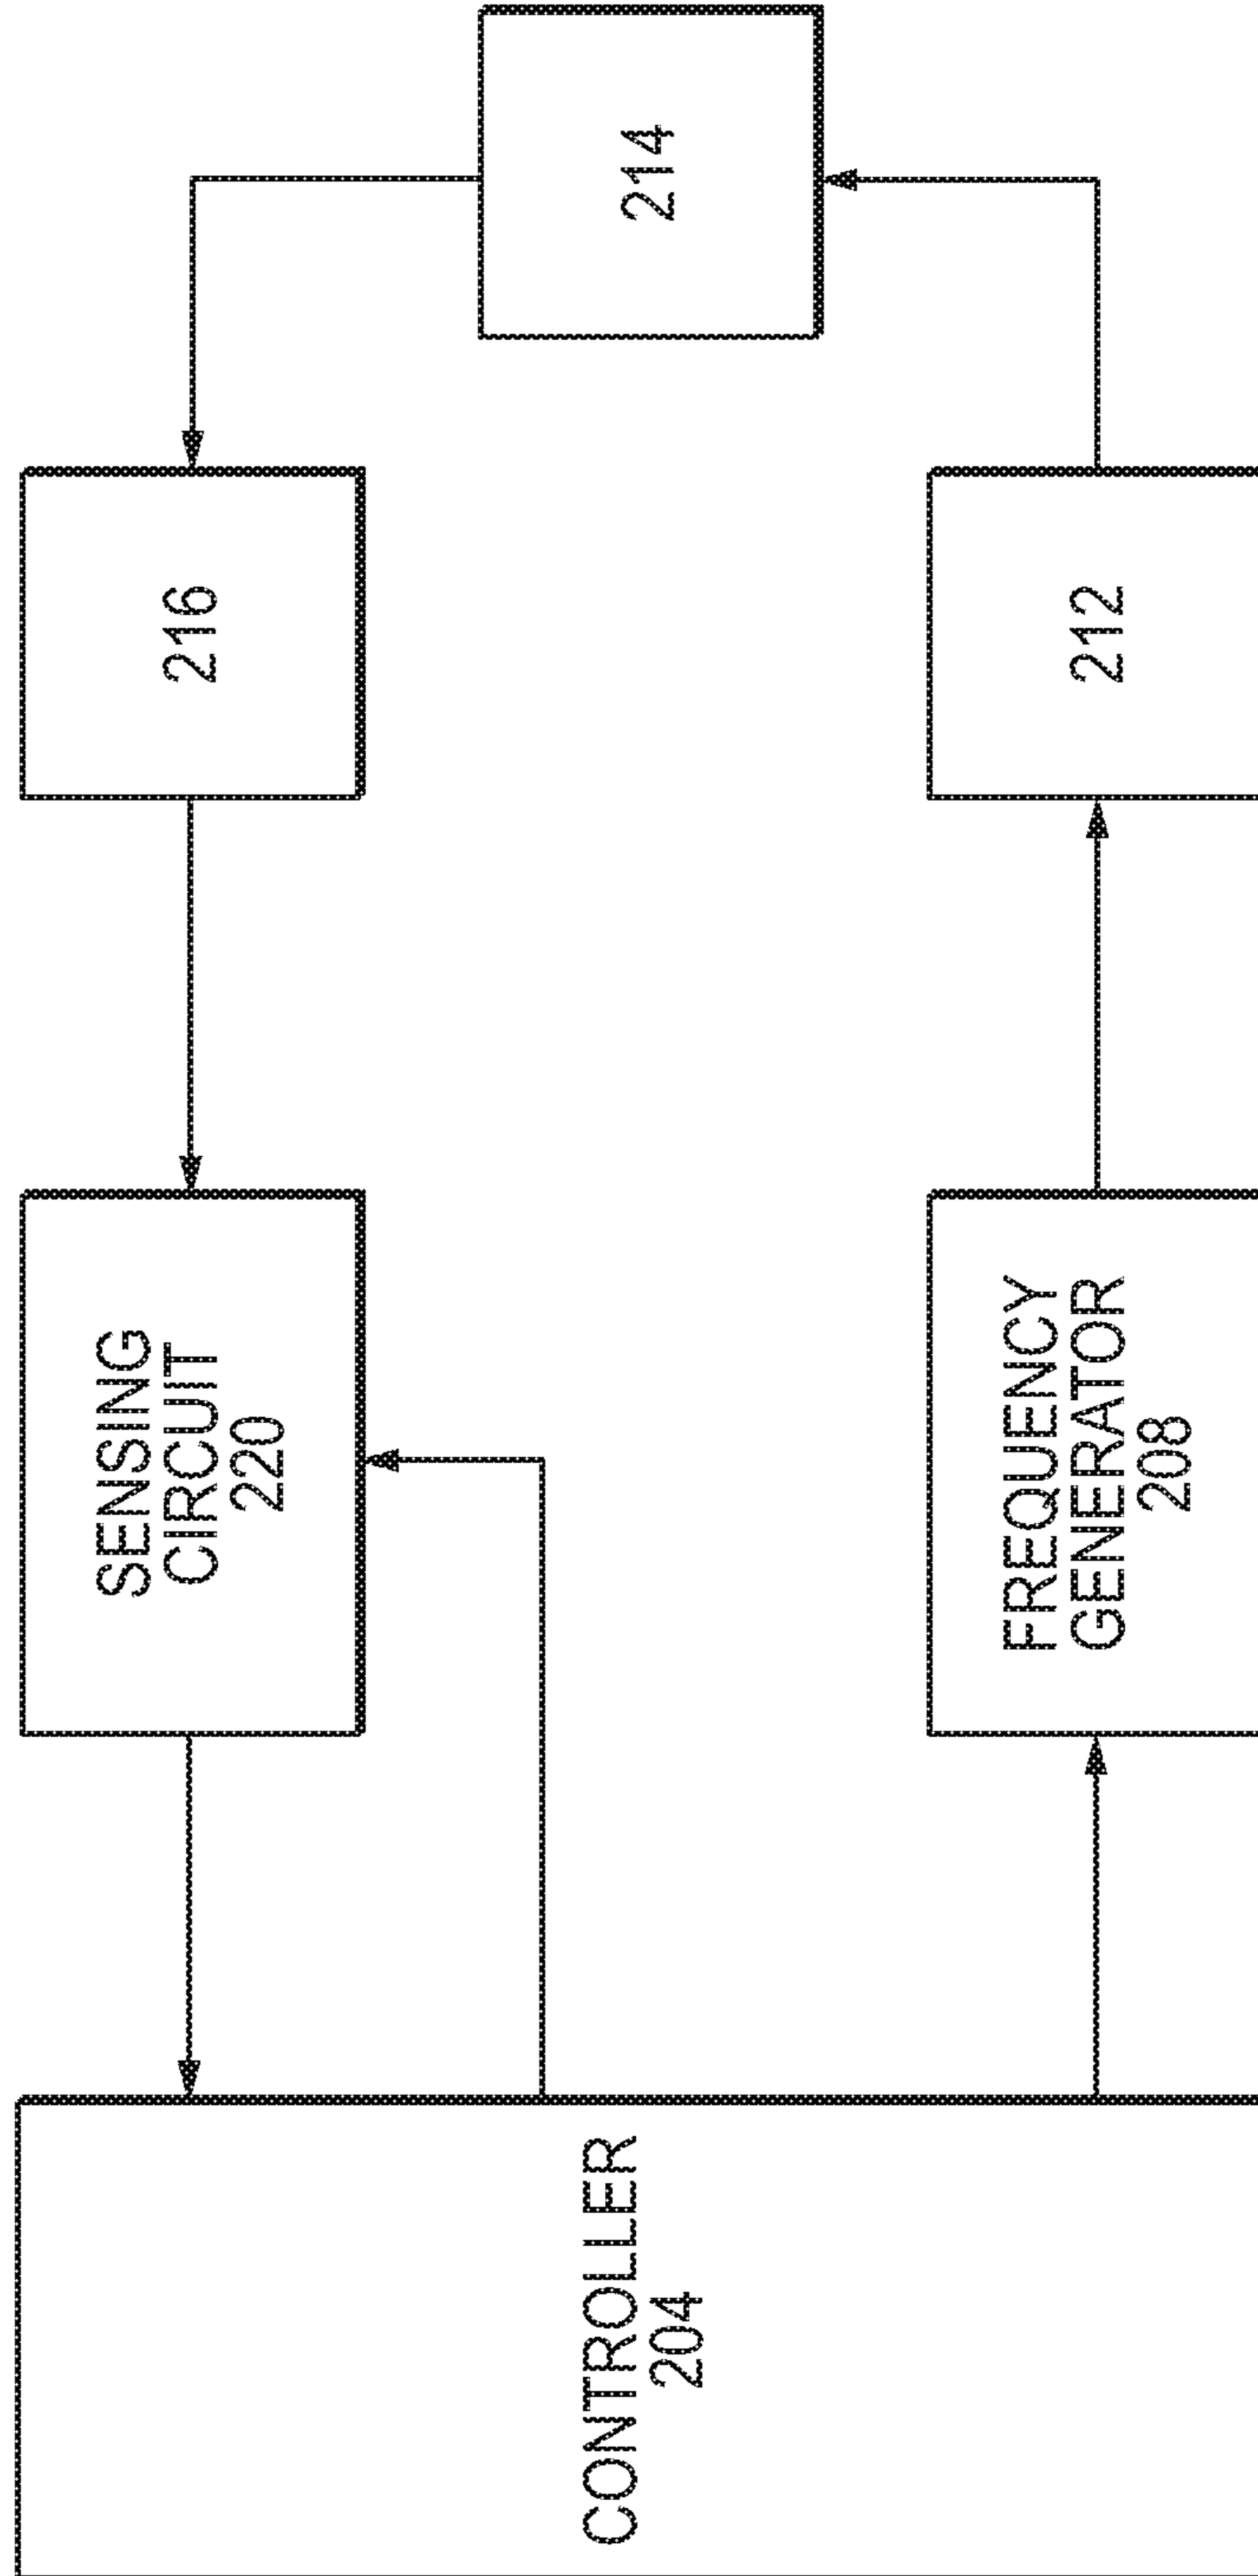 CONTROLLER
204
SENSING
CIRCUIT
220
216
214
FREQUENCY
GENERATOR
208
212